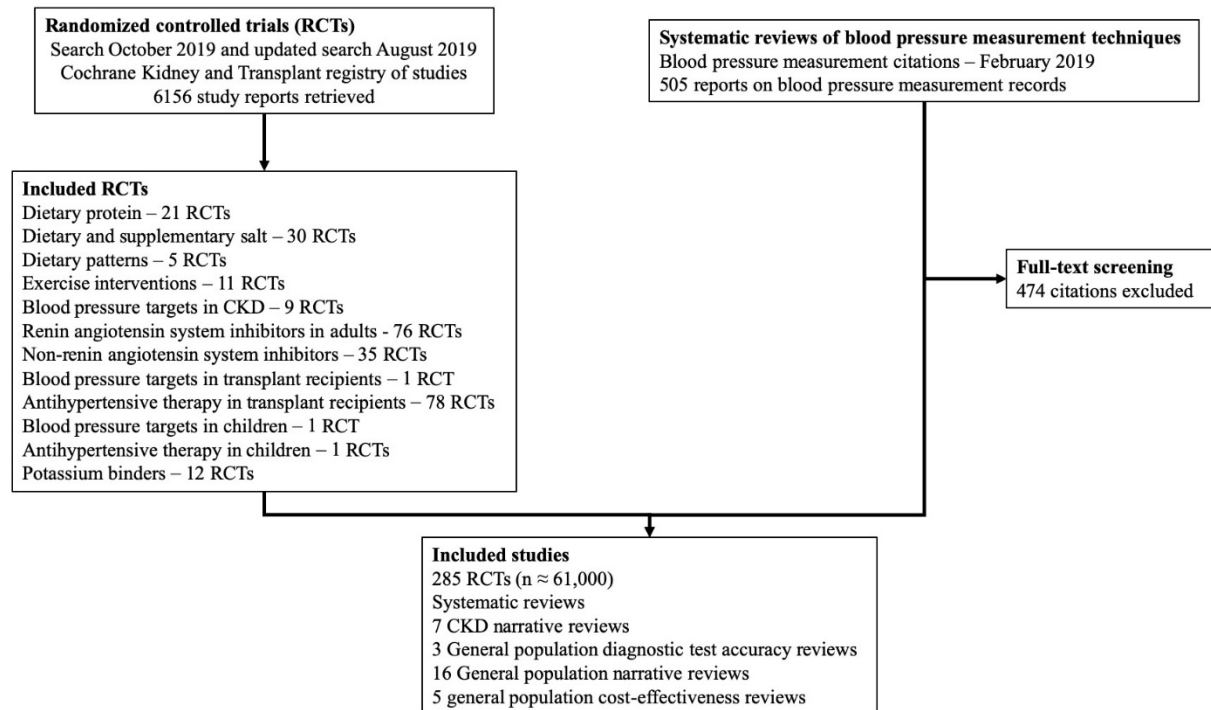 Randomized controlled trials (RCTs)
Search October 2019 and updated search August 2019
Cochrane Kidney and Transplant registry of studies
6156 study reports retrieved
Systematic reviews of blood pressure measurement techniques
Blood pressure measurement citations – February 2019
505 reports on blood pressure measurement records
Included RCTs
Dietary protein – 21 RCTs
Dietary and supplementary salt – 30 RCTs
Dietary patterns – 5 RCTs
Exercise interventions – 11 RCTs
Blood pressure targets in CKD – 9 RCTs
Renin angiotensin system inhibitors in adults - 76 RCTs
Non-renin angiotensin system inhibitors – 35 RCTs
Blood pressure targets in transplant recipients – 1 RCT
Antihypertensive therapy in transplant recipients – 78 RCTs
Blood pressure targets in children – 1 RCT
Antihypertensive therapy in children – 1 RCTs
Potassium binders – 12 RCTs
Full-text screening
474 citations excluded
Included studies
285 RCTs (n ≈ 61,000)
Systematic reviews
7 CKD narrative reviews
3 General population diagnostic test accuracy reviews
16 General population narrative reviews
5 general population cost-effectiveness reviews